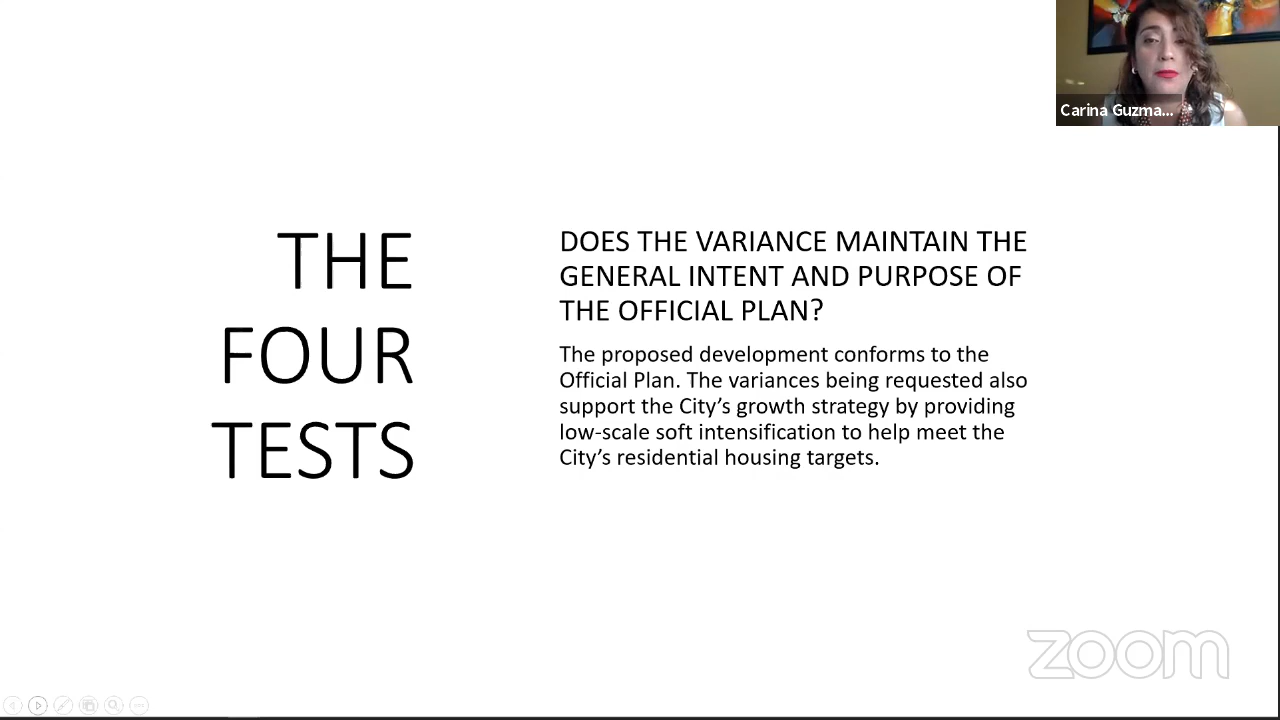 Carina Guzma...
THE
FOUR
TESTS
DOES THE VARIANCE MAINTAIN THE
GENERAL INTENT AND PURPOSE OF
THE OFFICIAL PLAN?
The proposed development conforms to the
Official Plan. The variances being requested also
support the City’s growth strategy by providing
low-scale soft intensification to help meet the
City’s residential housing targets.
zoom